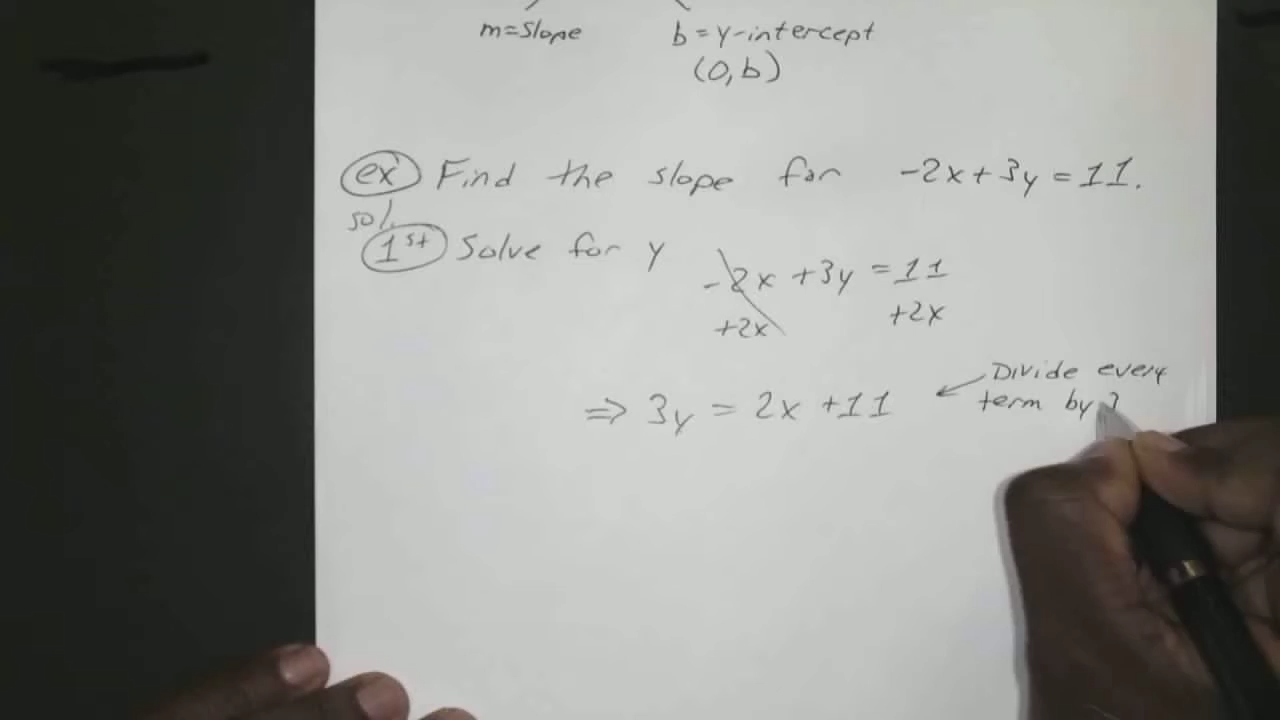 m=Slope b=y-intercept
(0,b)
ex Find the slope for -2x+3y=11.
sol.
1st Solve for y
-2x+3y=11
+2x +2x
⇒ 3y = 2x +11
Divide every
term by